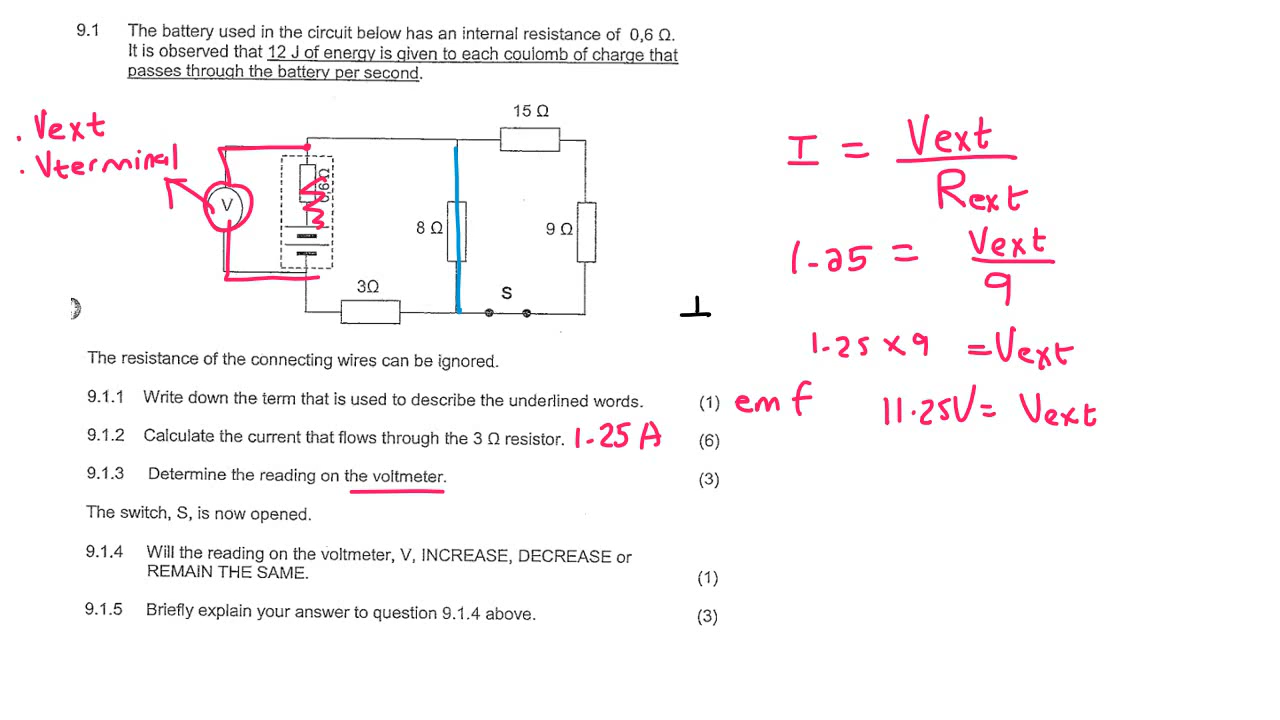 9.1 The battery used in the circuit below has an internal resistance of 0,6 Ω.
It is observed that 12 J of energy is given to each coulomb of charge that
passes through the battery per second.
. Vext
. Vterminal
V
0,6Ω
15 Ω
8 Ω
9 Ω
3Ω
S
I = Vext / Rext
1.25 = Vext / 9
1.25 × 9 = Vext
11.25V = Vext
The resistance of the connecting wires can be ignored.
9.1.1 Write down the term that is used to describe the underlined words. (1) emf
9.1.2 Calculate the current that flows through the 3 Ω resistor. 1.25 A (6)
9.1.3 Determine the reading on the voltmeter. (3)
The switch, S, is now opened.
9.1.4 Will the reading on the voltmeter, V, INCREASE, DECREASE or
REMAIN THE SAME. (1)
9.1.5 Briefly explain your answer to question 9.1.4 above. (3)